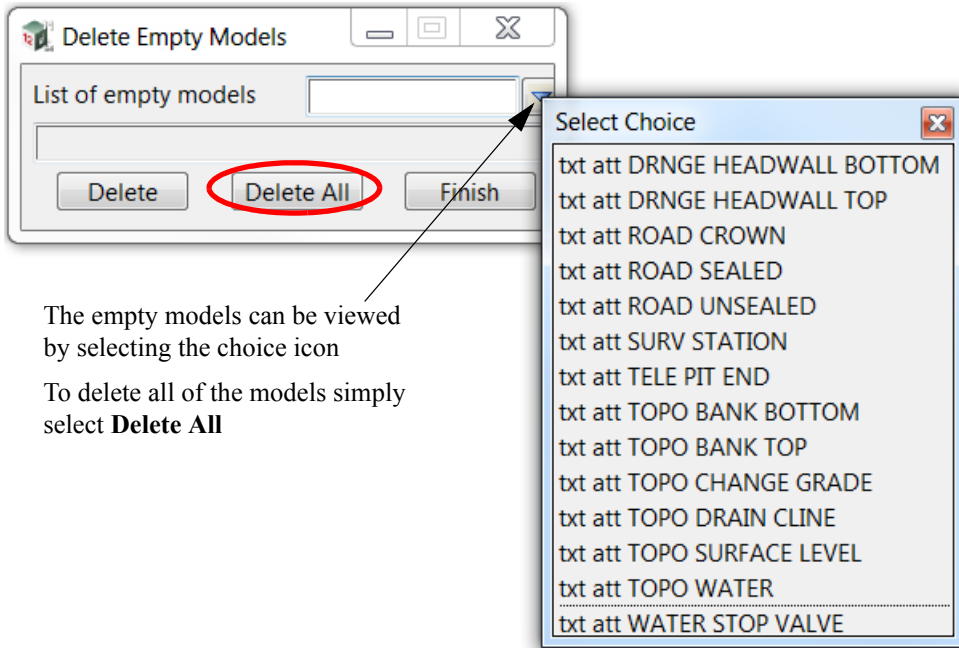 Delete Empty Models
List of empty models
Delete
Delete All
Finish
The empty models can be viewed
by selecting the choice icon
To delete all of the models simply
select Delete All
Select Choice
txt att DRNGE HEADWALL BOTTOM
txt att DRNGE HEADWALL TOP
txt att ROAD CROWN
txt att ROAD SEALED
txt att ROAD UNSEALED
txt att SURV STATION
txt att TELE PIT END
txt att TOPO BANK BOTTOM
txt att TOPO BANK TOP
txt att TOPO CHANGE GRADE
txt att TOPO DRAIN CLINE
txt att TOPO SURFACE LEVEL
txt att TOPO WATER
txt att WATER STOP VALVE